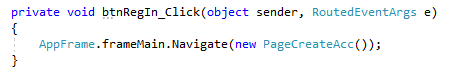 private void btnRegIn_Click(object sender, RoutedEventArgs e)
{
AppFrame.frameMain.Navigate(new PageCreateAcc());
}